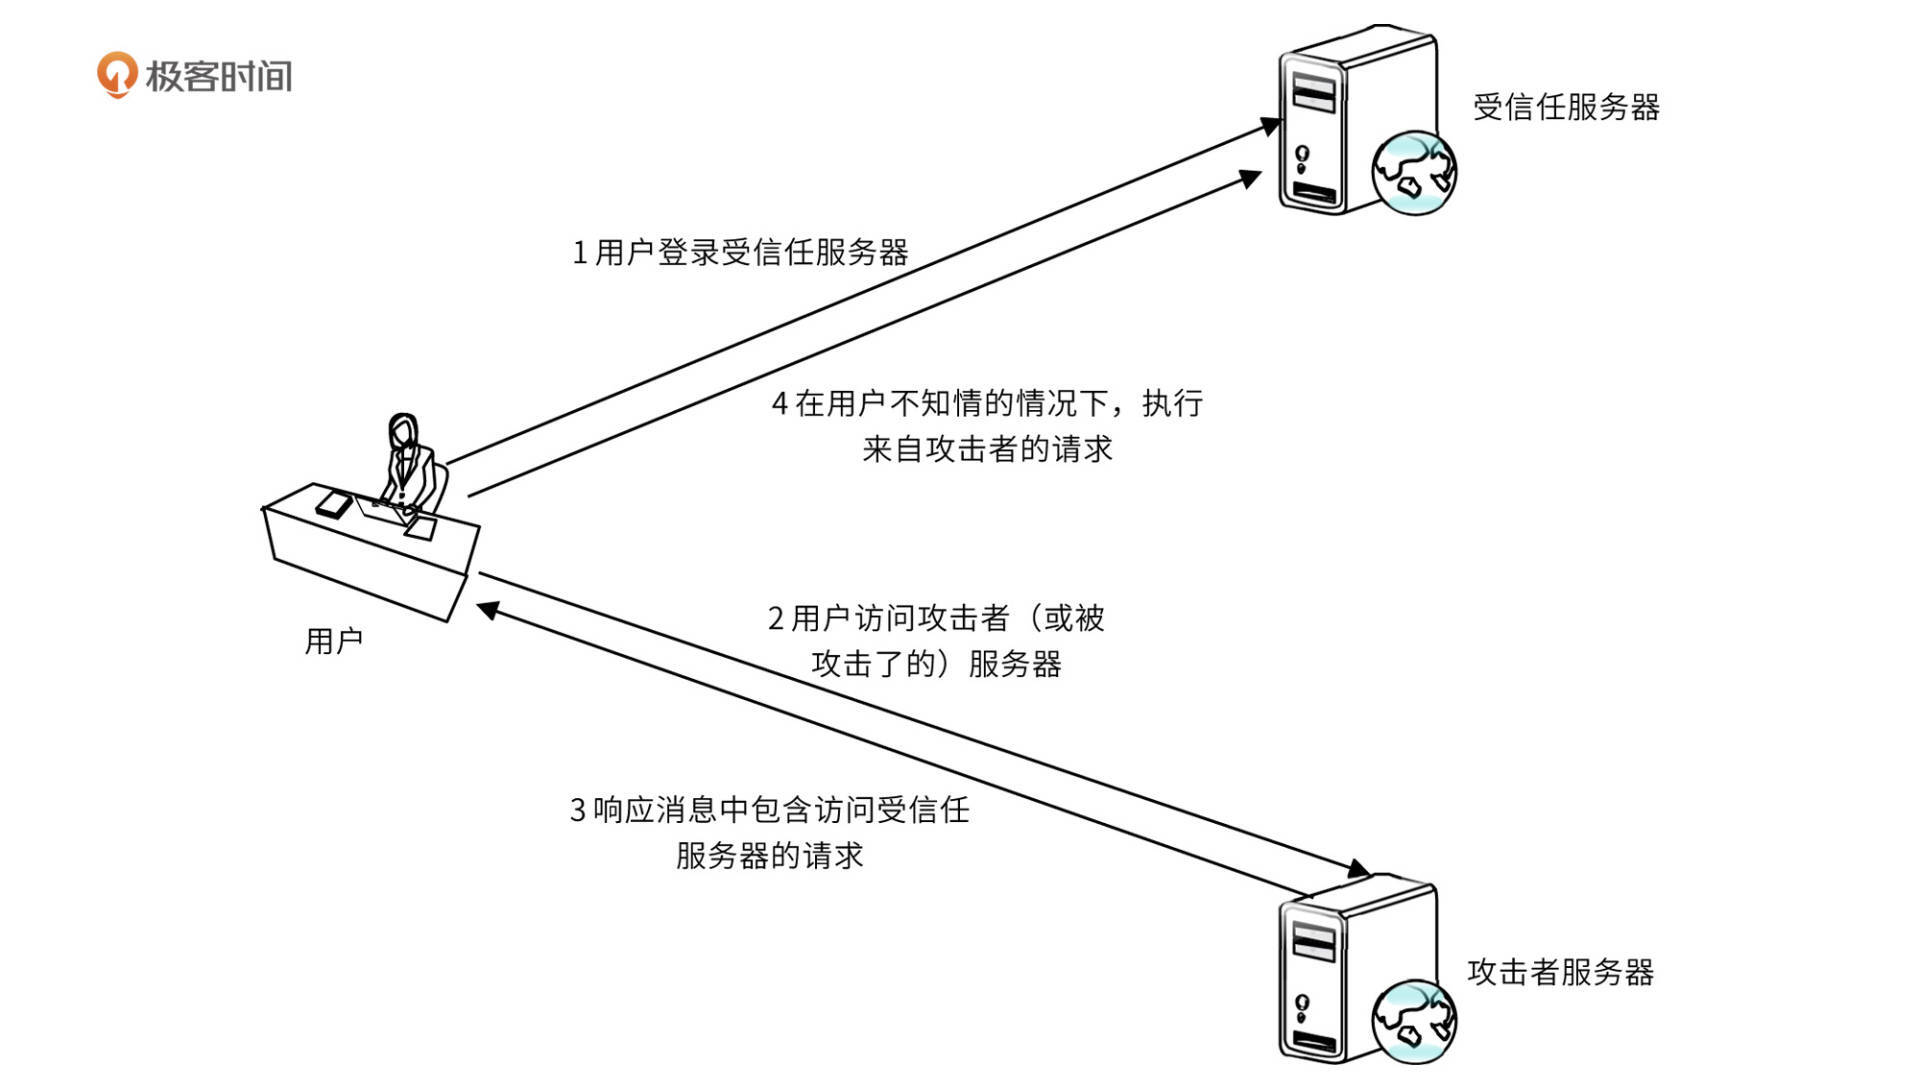 极客时间
受信任服务器
1 用户登录受信任服务器
4 在用户不知情的情况下，执行
来自攻击者的请求
用户
2 用户访问攻击者（或被
攻击了的）服务器
3 响应消息中包含访问受信任
服务器的请求
攻击者服务器